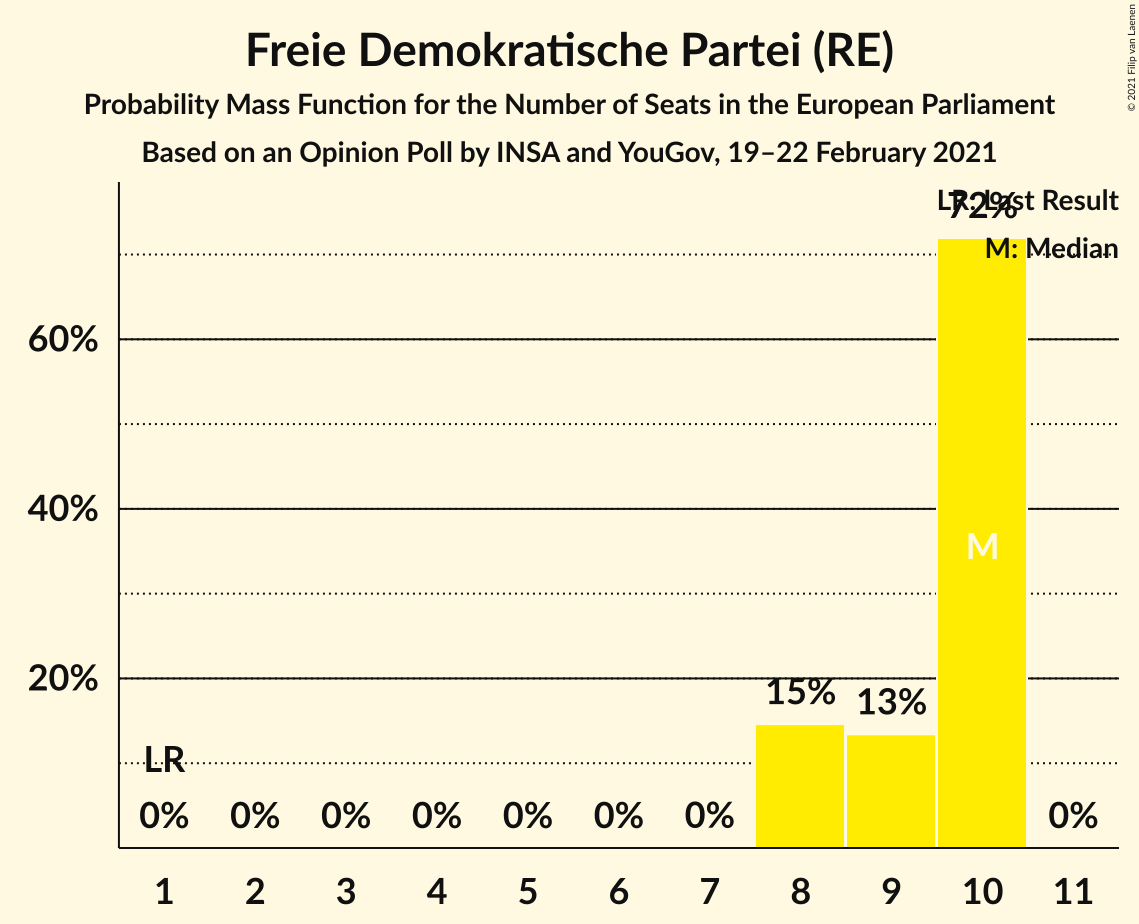 Freie Demokratische Partei (RE)
Probability Mass Function for the Number of Seats in the European Parliament
Based on an Opinion Poll by INSA and YouGov, 19–22 February 2021
© 2021 Filip van Laenen
LR: Last Result
M: Median
72%
60%
40%
20%
M
15%
13%
LR
0% 0% 0% 0% 0% 0% 0% 0%
1 2 3 4 5 6 7 8 9 10 11